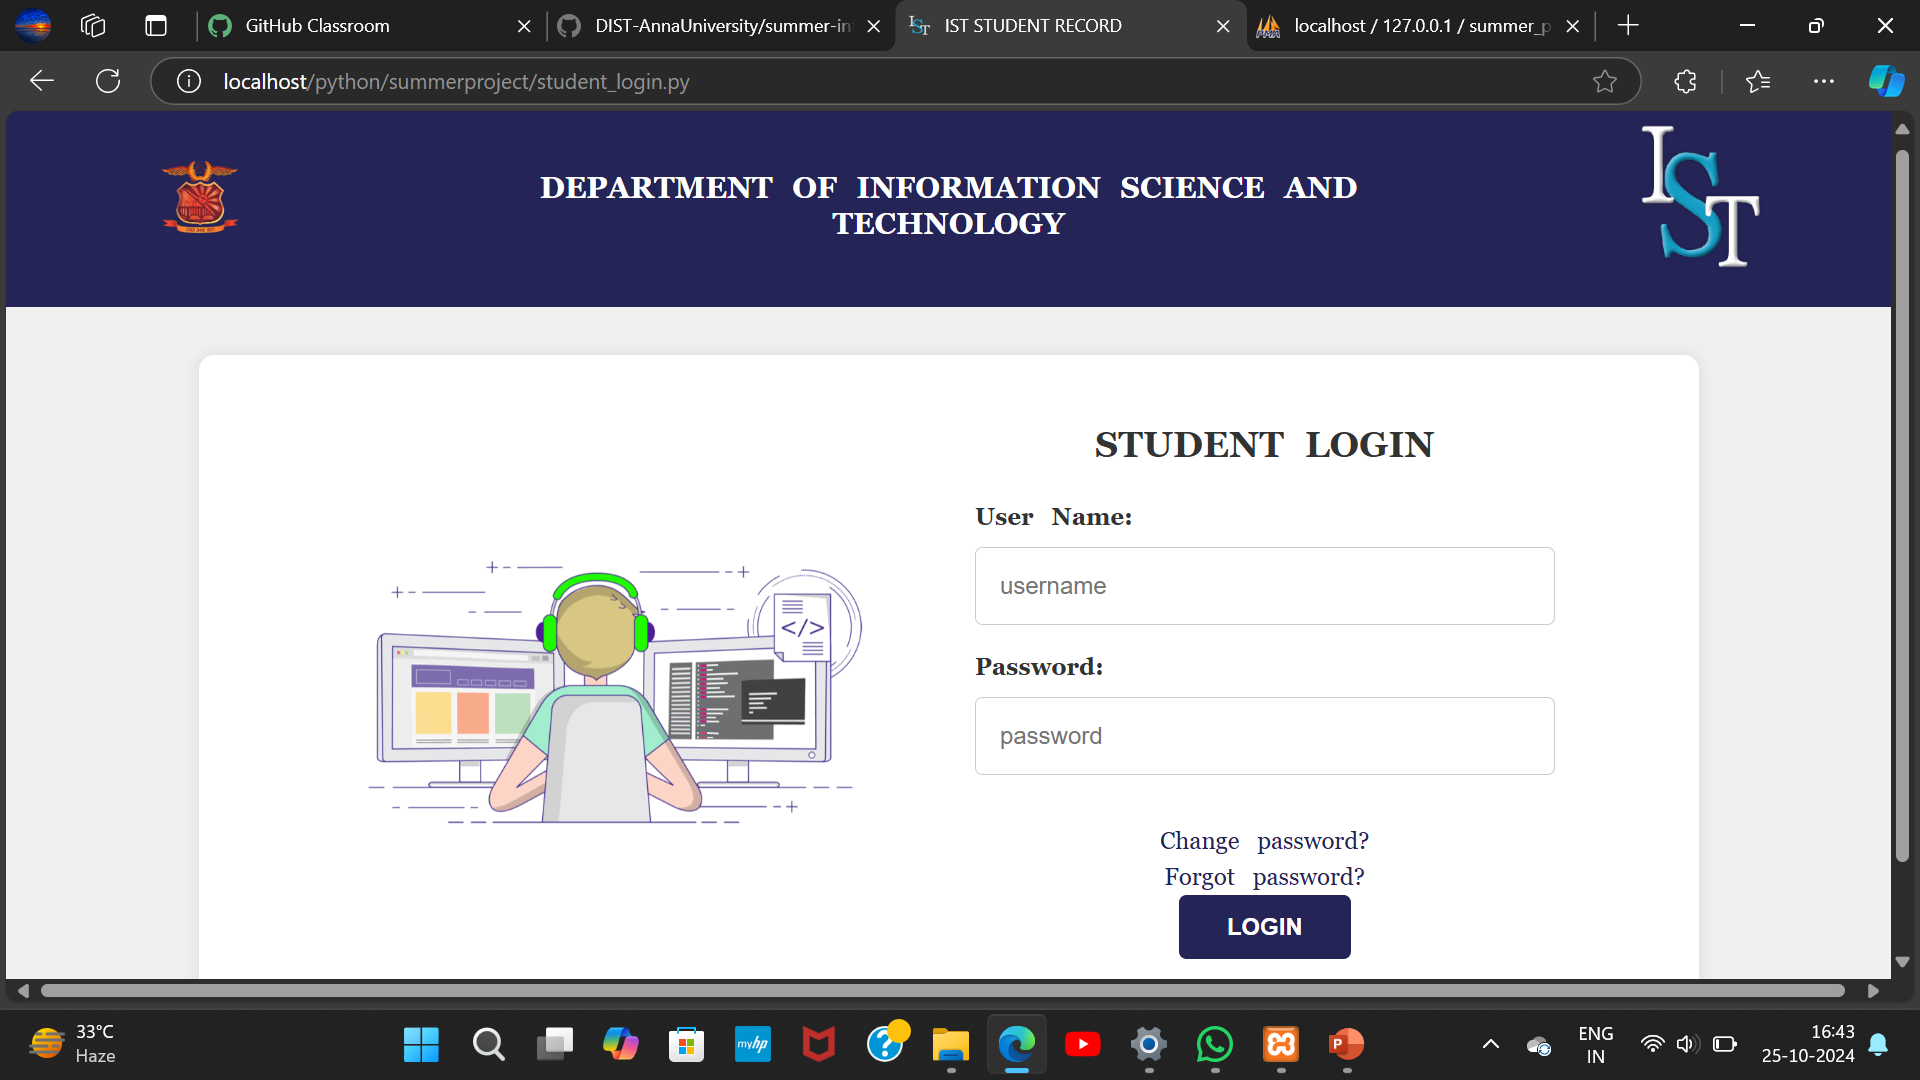 GitHub Classroom
DIST-AnnaUniversity/summer-in
IST STUDENT RECORD
localhost / 127.0.0.1 / summer_p
localhost/python/summerproject/student_login.py
DEPARTMENT OF INFORMATION SCIENCE AND
TECHNOLOGY
IST
STUDENT LOGIN
User Name:
username
Password:
password
</>
Change password?
Forgot password?
LOGIN
33°C
Haze
myhp
ENG
IN
16:43
25-10-2024